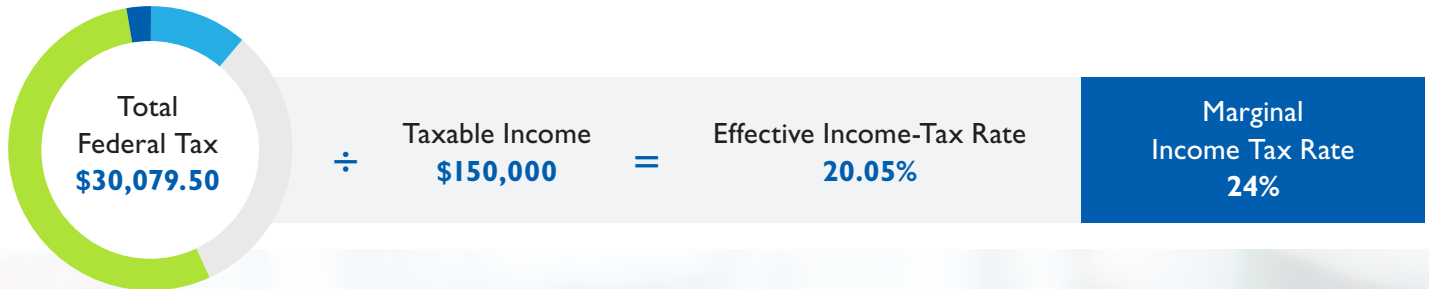 Total
Federal Tax
$30,079.50
÷
Taxable Income
$150,000
=
Effective Income-Tax Rate
20.05%
Marginal
Income Tax Rate
24%